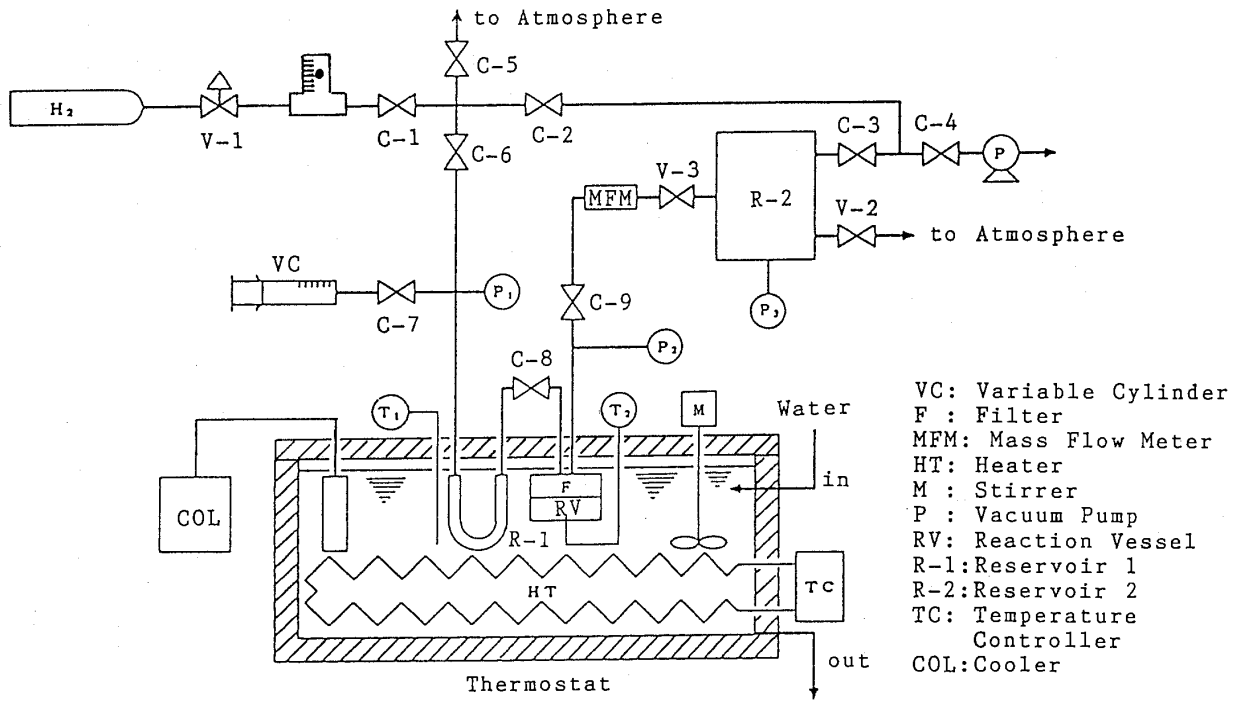 to Atmosphere
C-5
H₂
V-1
C-1
C-2
C-6
C-3
C-4
P
V-3
MFM
R-2
V-2
to Atmosphere
VC
C-7
P₁
C-9
P₃
P₂
C-8
T₁
T₂
M
Water
in
COL
F
RV
R-1
HT
TC
out
Thermostat
VC: Variable Cylinder
F : Filter
MFM: Mass Flow Meter
HT: Heater
M : Stirrer
P : Vacuum Pump
RV: Reaction Vessel
R-1:Reservoir 1
R-2:Reservoir 2
TC: Temperature
Controller
COL:Cooler